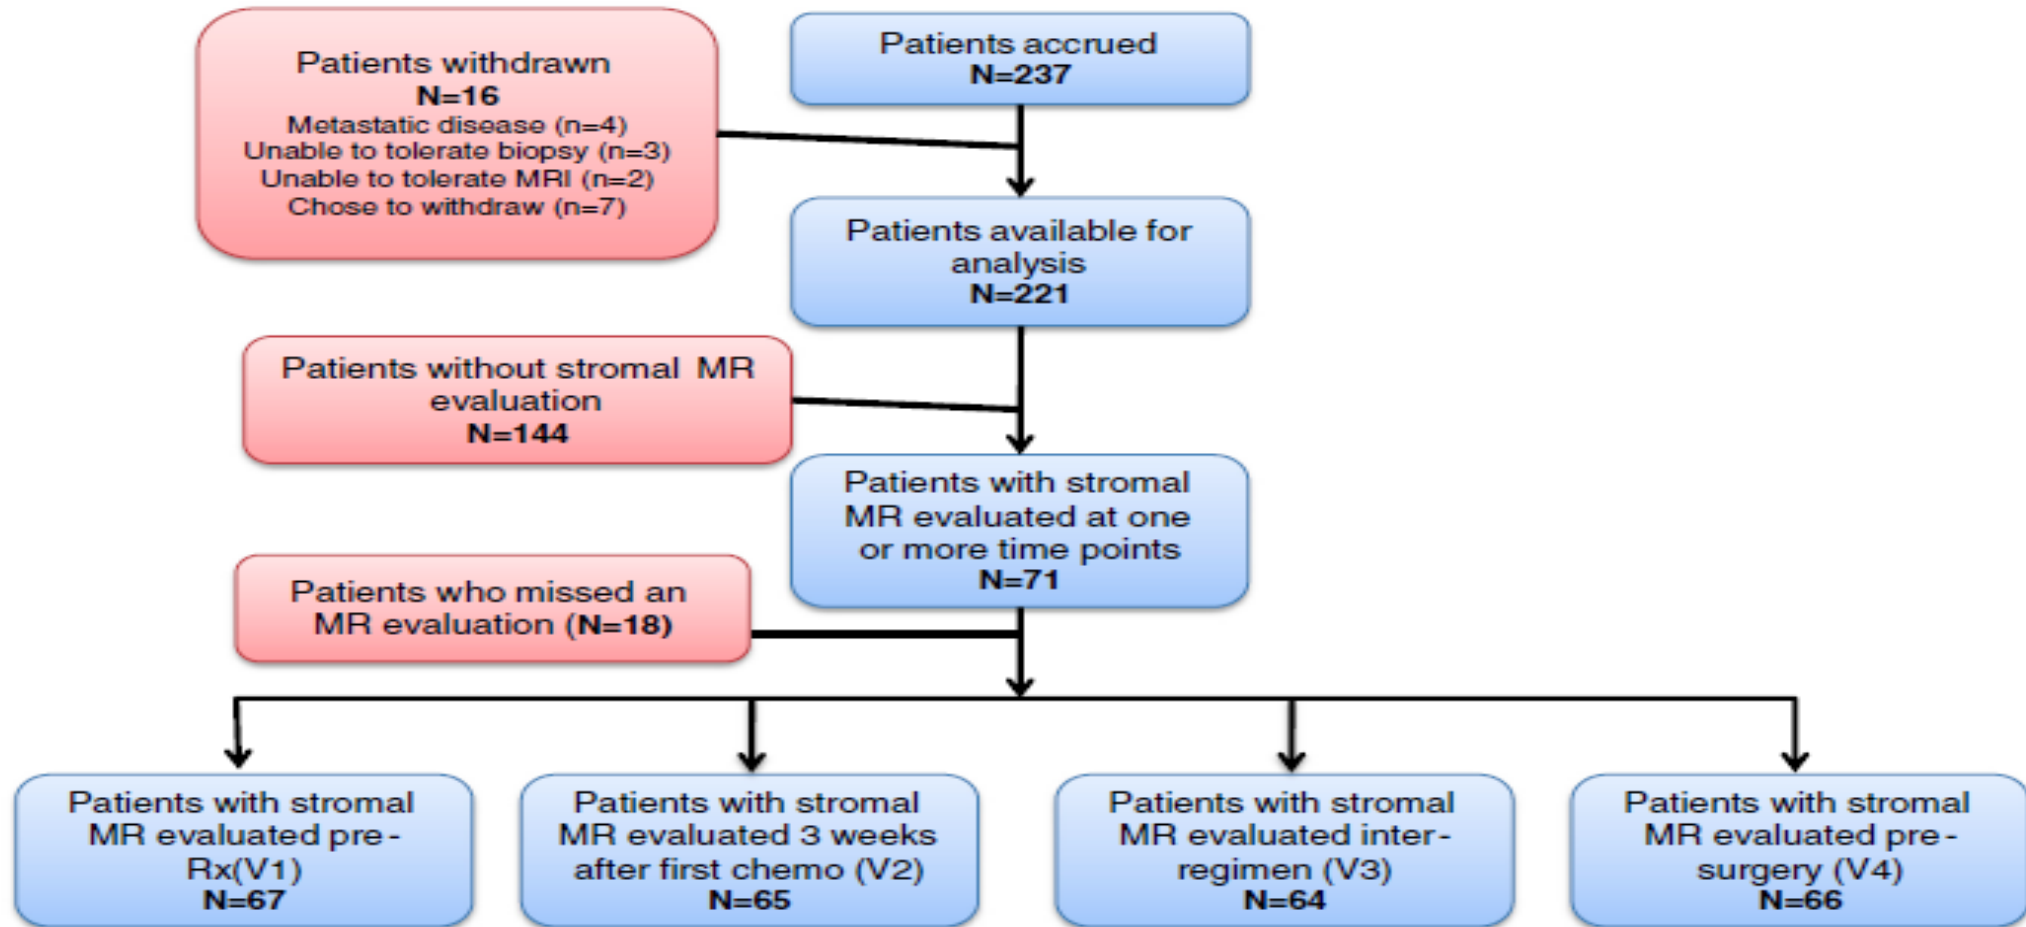 Patients withdrawn
N=16
Metastatic disease (n=4)
Unable to tolerate biopsy (n=3)
Unable to tolerate MRI (n=2)
Chose to withdraw (n=7)
Patients accrued
N=237
Patients available for
analysis
N=221
Patients without stromal MR
evaluation
N=144
Patients with stromal
MR evaluated at one
or more time points
N=71
Patients who missed an
MR evaluation (N=18)
Patients with stromal
MR evaluated pre-
Rx(V1)
N=67
Patients with stromal
MR evaluated 3 weeks
after first chemo (V2)
N=65
Patients with stromal
MR evaluated inter-
regimen (V3)
N=64
Patients with stromal
MR evaluated pre-
surgery (V4)
N=66